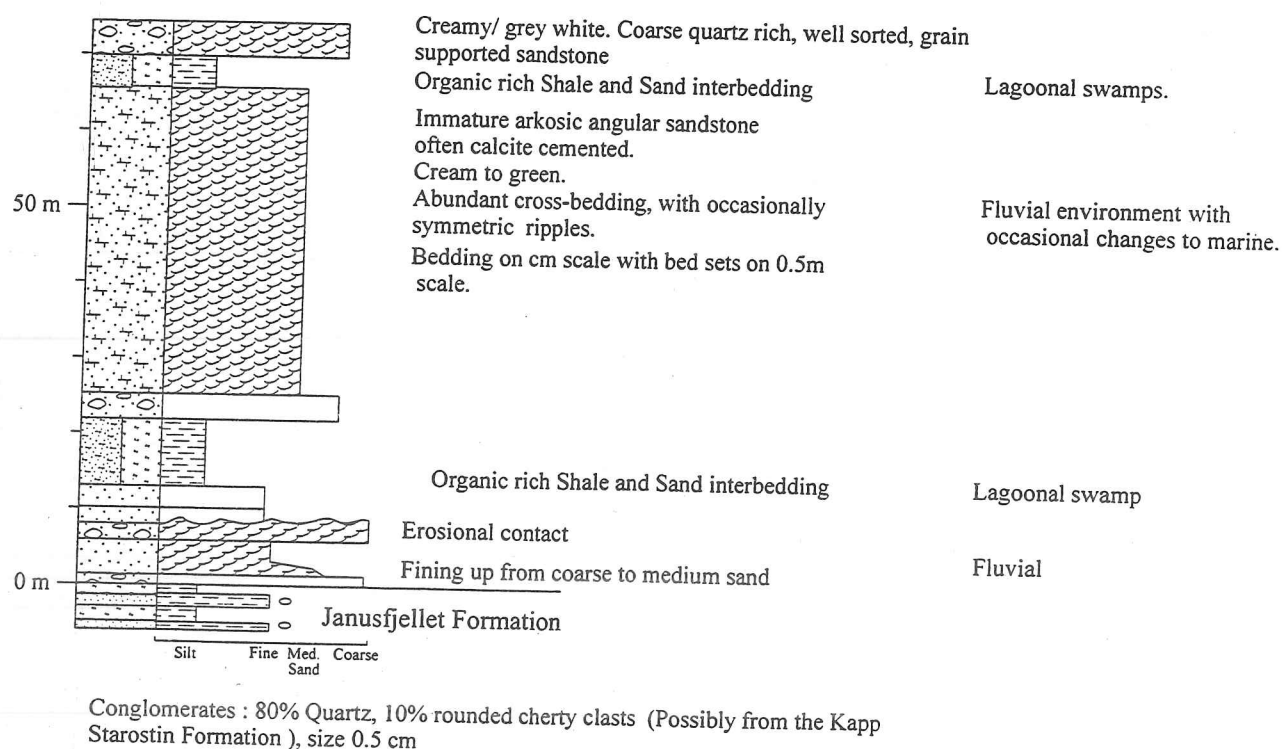 Creamy/ grey white. Coarse quartz rich, well sorted, grain
supported sandstone
Organic rich Shale and Sand interbedding
Lagoonal swamps.
Immature arkosic angular sandstone
often calcite cemented.
Cream to green.
50 m
Abundant cross-bedding, with occasionally
symmetric ripples.
Fluvial environment with
occasional changes to marine.
Bedding on cm scale with bed sets on 0.5m
scale.
Organic rich Shale and Sand interbedding
Lagoonal swamp
Erosional contact
0 m
Fining up from coarse to medium sand
Fluvial
Janusfjellet Formation
Silt Fine Med. Coarse
Sand
Conglomerates : 80% Quartz, 10% rounded cherty clasts (Possibly from the Kapp
Starostin Formation ), size 0.5 cm